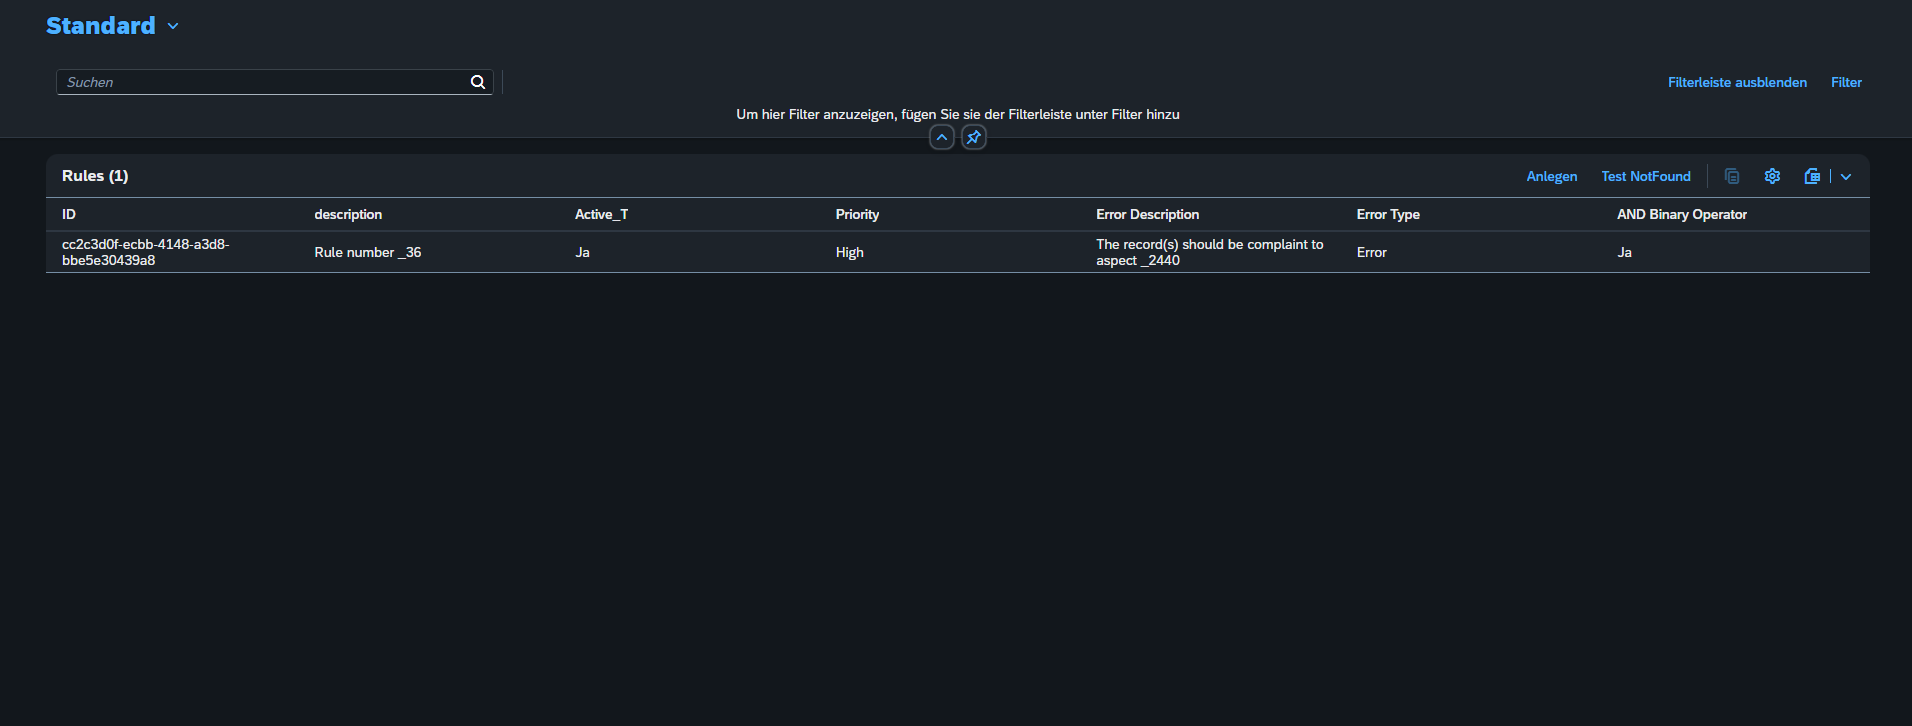 Standard
Suchen
Filterleiste ausblenden Filter
Um hier Filter anzuzeigen, fügen Sie sie der Filterleiste unter Filter hinzu
Rules (1) Anlegen Test NotFound
ID description Active_T Priority Error Description Error Type AND Binary Operator
cc2c3d0f-ecbb-4148-a3d8-
bbe5e30439a8
Rule number _36
Ja
High
The record(s) should be complaint to
aspect _2440
Error
Ja